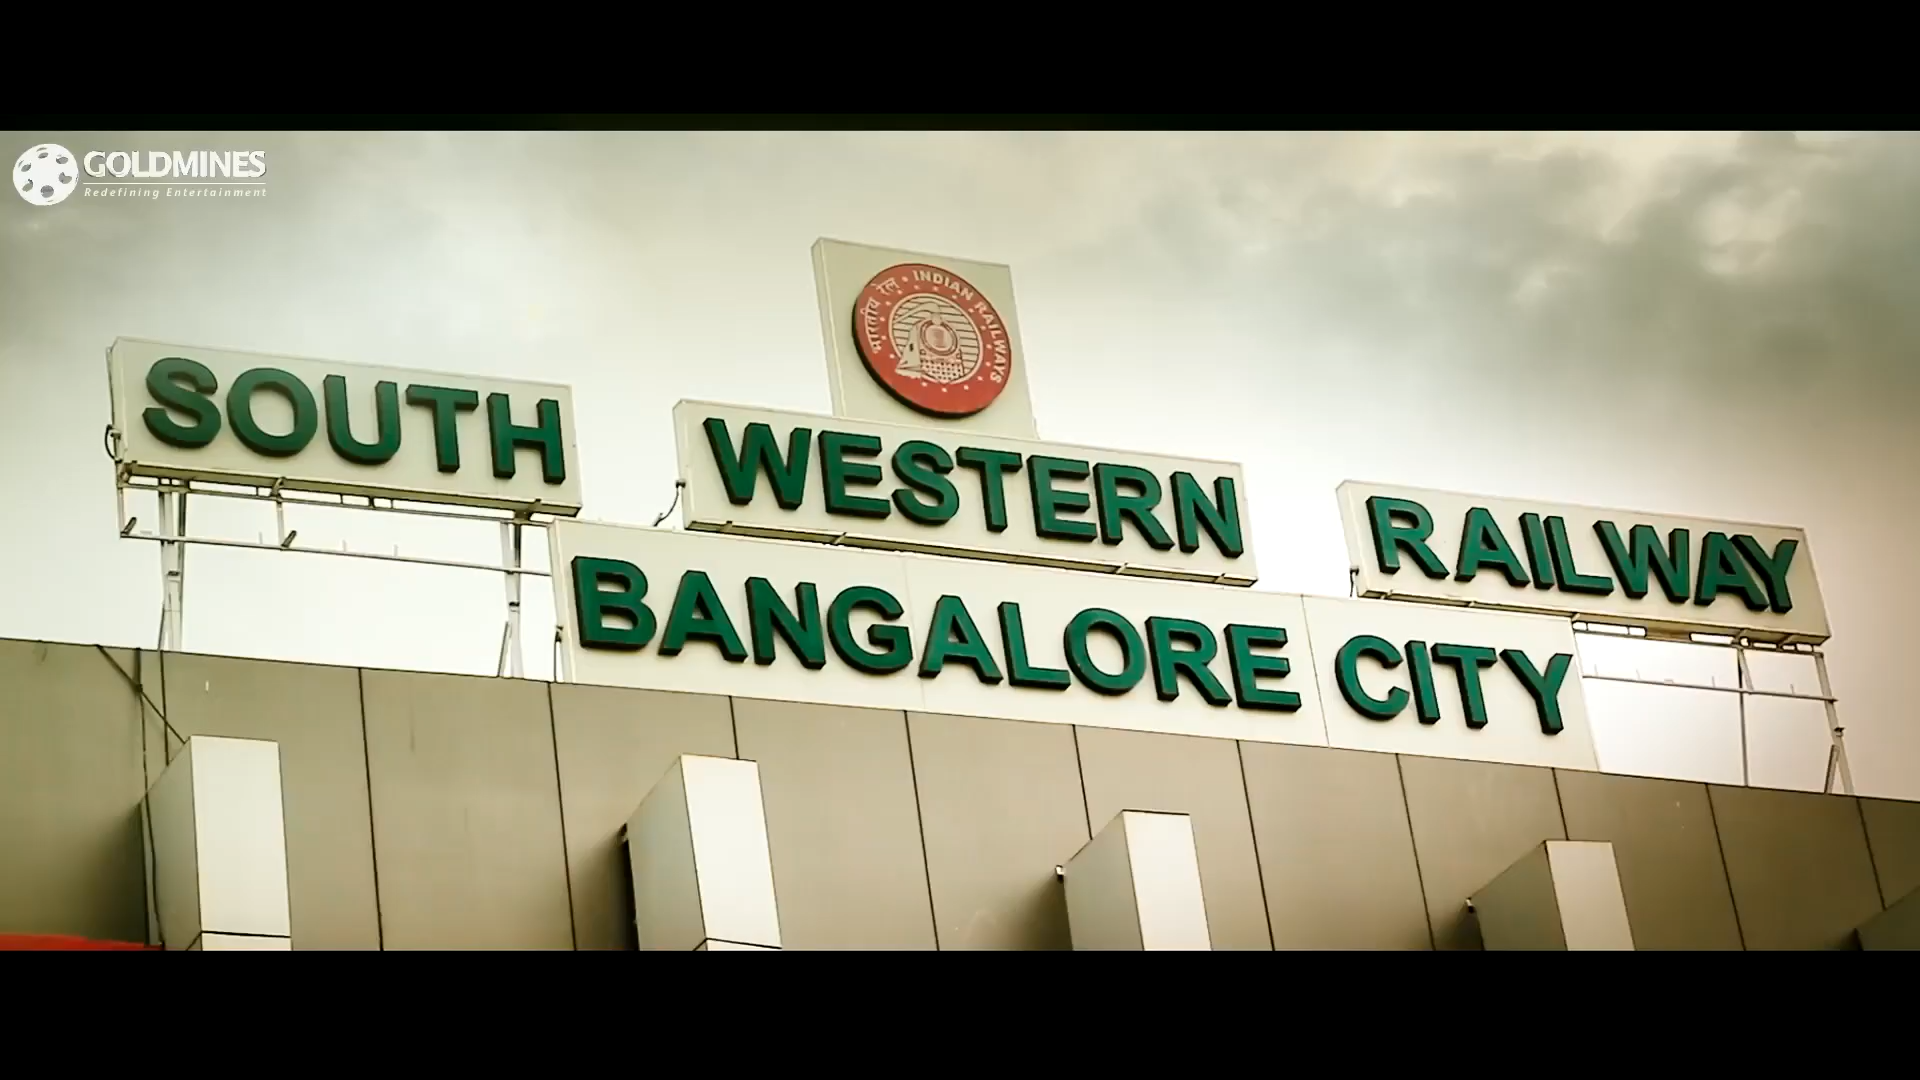 GOLDMINES
Redefining Entertainment
भारतीय रेल • INDIAN RAILWAYS
SOUTH WESTERN RAILWAY
BANGALORE CITY